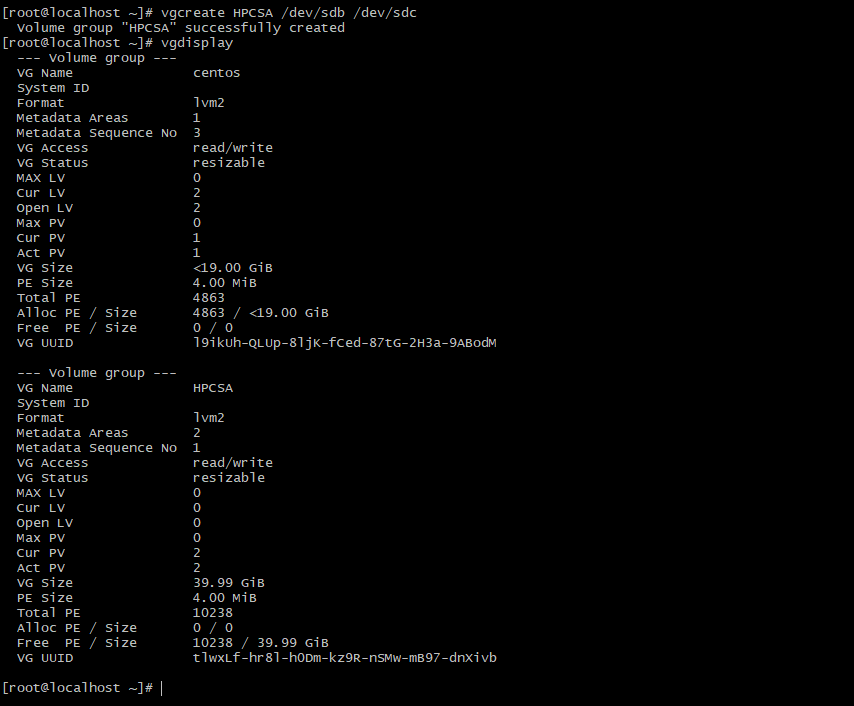 [root@localhost ~]# vgcreate HPCSA /dev/sdb /dev/sdc
  Volume group "HPCSA" successfully created
[root@localhost ~]# vgdisplay
  --- Volume group ---
  VG Name               centos
  System ID
  Format                lvm2
  Metadata Areas        1
  Metadata Sequence No  3
  VG Access             read/write
  VG Status             resizable
  MAX LV                0
  Cur LV                2
  Open LV               2
  Max PV                0
  Cur PV                1
  Act PV                1
  VG Size               <19.00 GiB
  PE Size               4.00 MiB
  Total PE              4863
  Alloc PE / Size       4863 / <19.00 GiB
  Free  PE / Size       0 / 0
  VG UUID               l9ikUh-QLUp-8ljK-fCed-87tG-2H3a-9ABodM

  --- Volume group ---
  VG Name               HPCSA
  System ID
  Format                lvm2
  Metadata Areas        2
  Metadata Sequence No  1
  VG Access             read/write
  VG Status             resizable
  MAX LV                0
  Cur LV                0
  Open LV               0
  Max PV                0
  Cur PV                2
  Act PV                2
  VG Size               39.99 GiB
  PE Size               4.00 MiB
  Total PE              10238
  Alloc PE / Size       0 / 0
  Free  PE / Size       10238 / 39.99 GiB
  VG UUID               tlwxLf-hr8l-hODm-kz9R-nSMw-mB97-dnXivb

[root@localhost ~]#